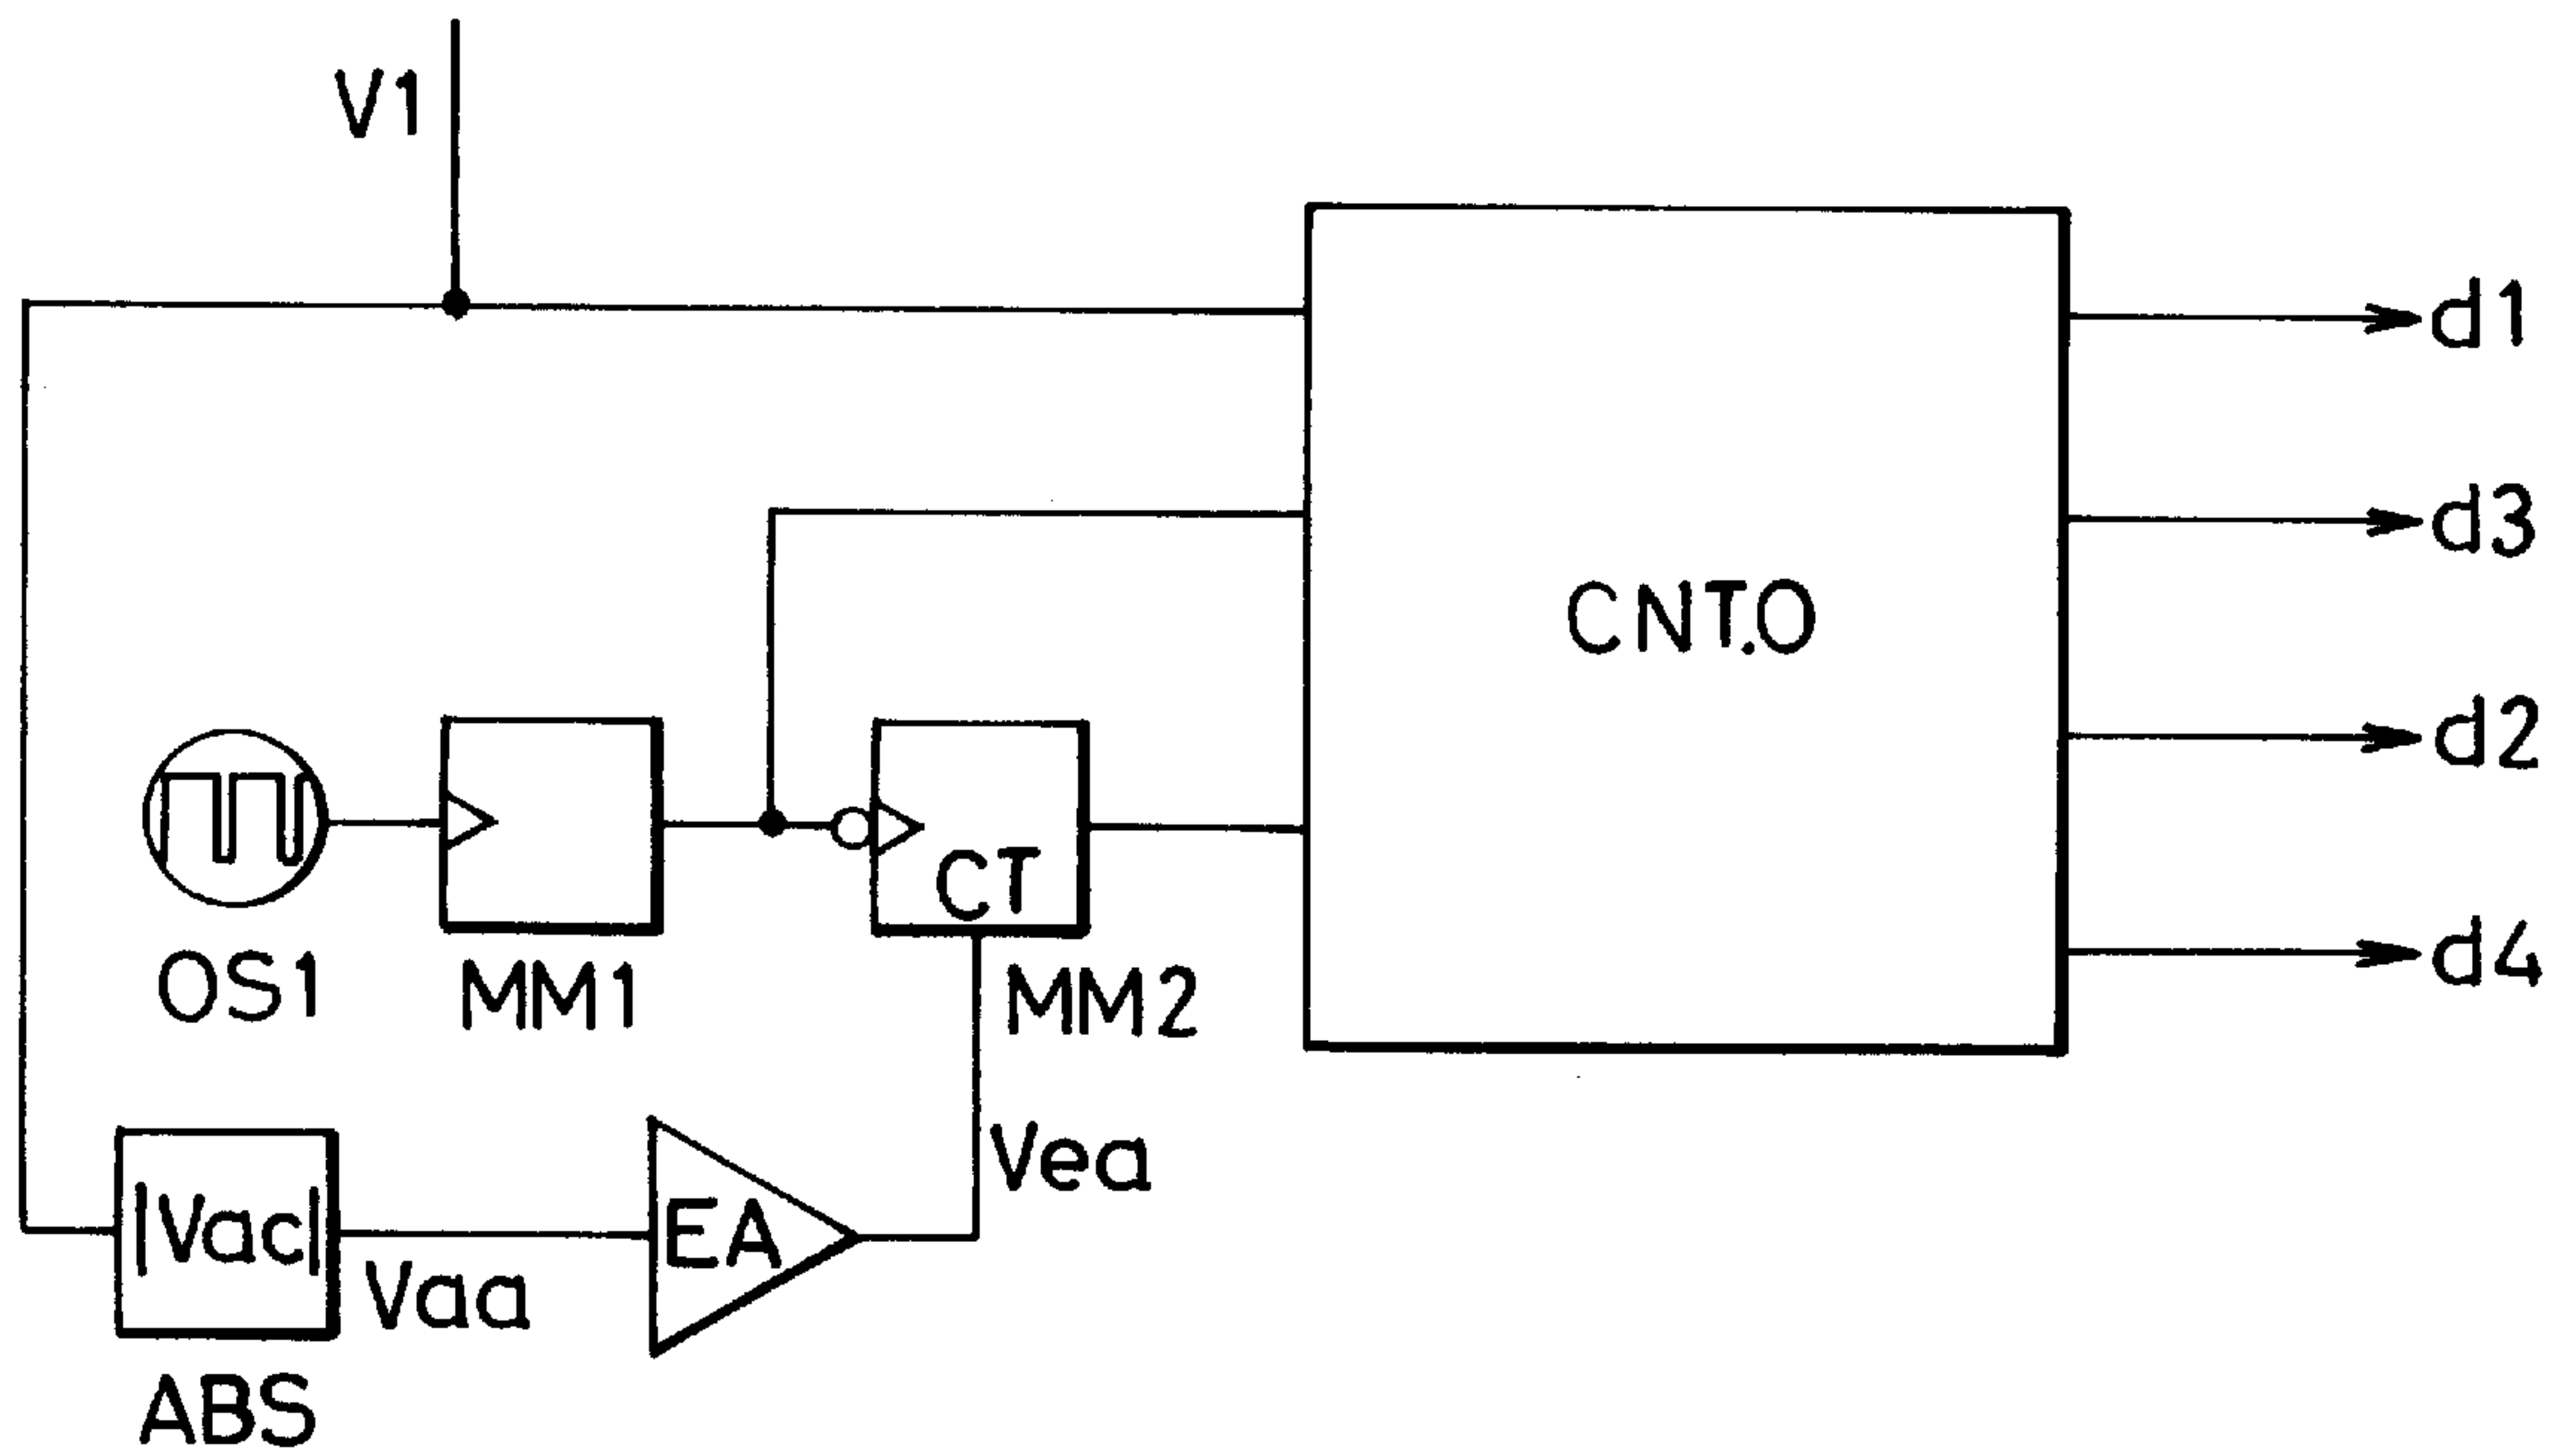 V1
d1
d3
CNT.O
d2
d4
CT
OS1
MM1
MM2
Vea
|Vac|
EA
Vaa
ABS